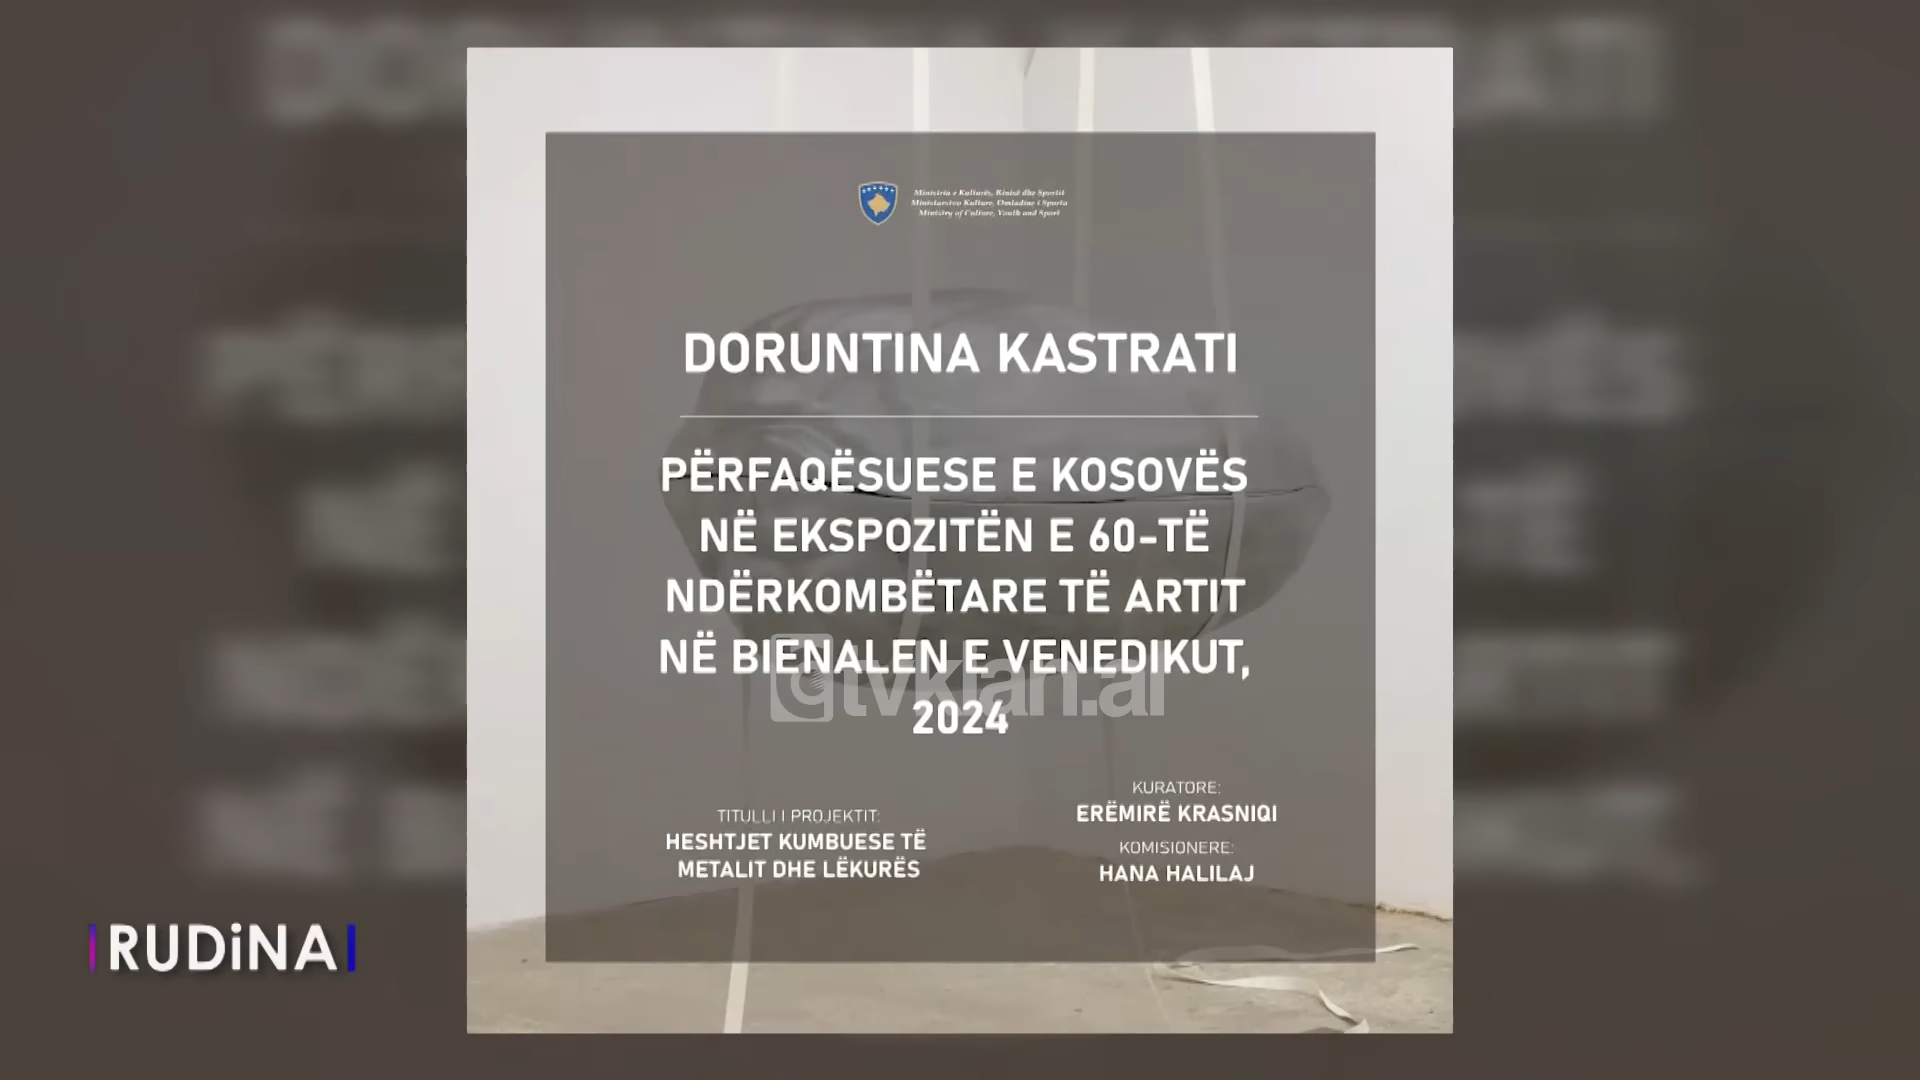 Ministria e Kulturës, Rinisë dhe Sportit
Ministarstvo Kulture, Omladine i Sporta
Ministry of Culture, Youth and Sport
DORUNTINA KASTRATI
PËRFAQËSUESE E KOSOVËS
NË EKSPOZITËN E 60-TË
NDËRKOMBËTARE TË ARTIT
NË BIENALEN E VENEDIKUT,
2024
tvklan.al
TITULLI I PROJEKTIT:
HESHTJET KUMBUESE TË
METALIT DHE LËKURËS
KURATORE:
ERËMIRË KRASNIQI
KOMISIONERE:
HANA HALILAJ
RUDiNA